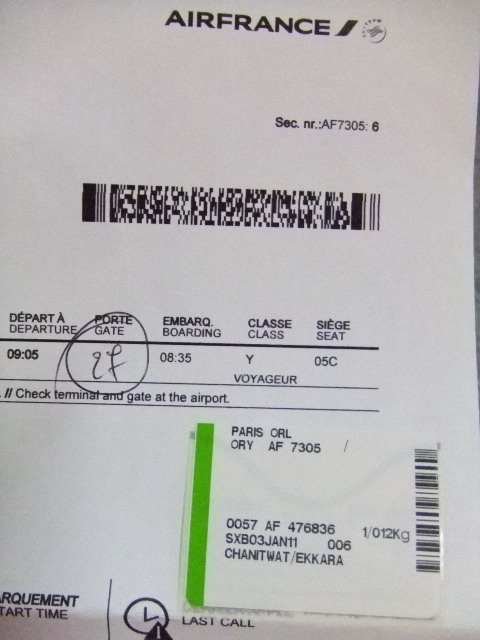 AIRFRANCE
SKYTEAM
Sec. nr.:AF7305: 6
DÉPART À PORTE EMBARQ. CLASSE SIÈGE
DEPARTURE GATE BOARDING CLASS SEAT
09:05 27 08:35 Y 05C
VOYAGEUR
. // Check terminal and gate at the airport.
PARIS ORL
ORY AF 7305 /
0057 AF 476836 1/012Kg
SXB03JAN11 006
CHANITWAT/EKKARA
ARQUEMENT
TART TIME
LAST CALL